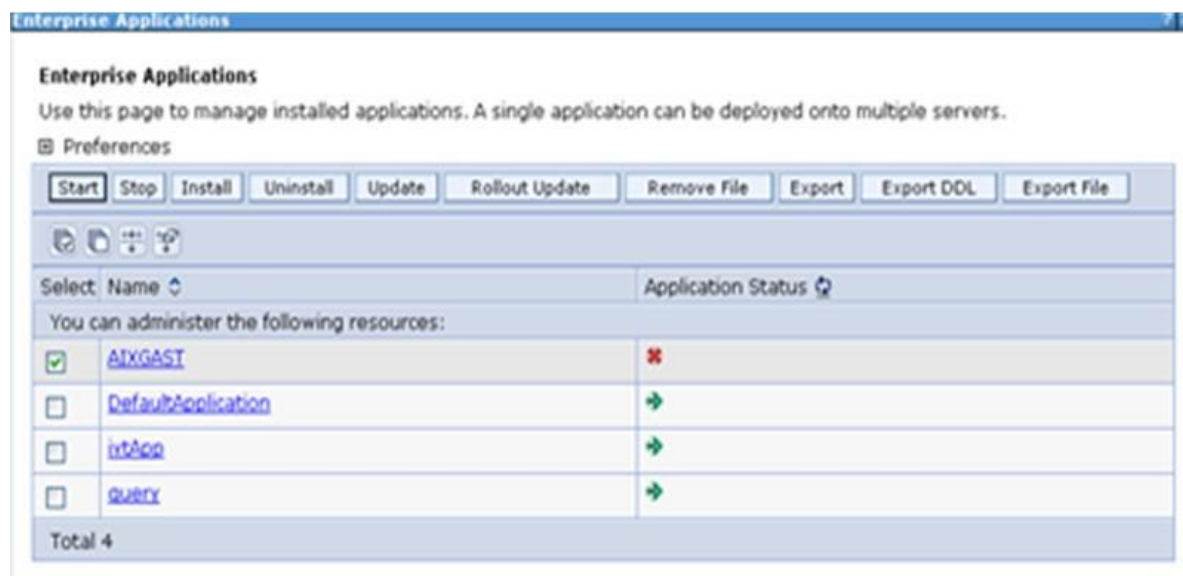 Enterprise Applications
Enterprise Applications
Use this page to manage installed applications. A single application can be deployed onto multiple servers.
Preferences
Start Stop Install Uninstall Update Rollout Update Remove File Export Export DDL Export File
Select Name Application Status
You can administer the following resources:
AIXGAST
DefaultApplication
ivtApp
query
Total 4